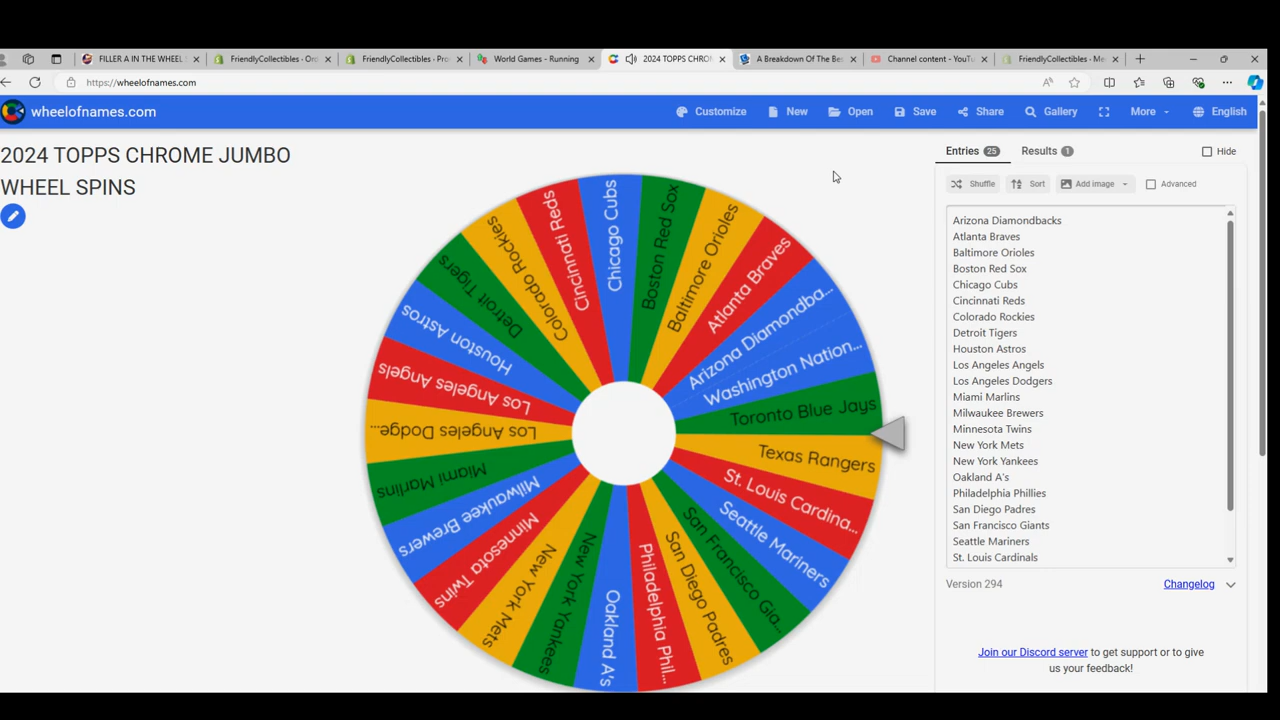 FILLER A IN THE WHEEL
FriendlyCollectibles - Or
FriendlyCollectibles - Pro
World Games - Running
2024 TOPPS CHRO
A Breakdown Of The Be
Channel content - YouTu
FriendlyCollectibles - Me
https://wheelofnames.com
wheelofnames.com
Customize
New
Open
Save
Share
Gallery
More
English
2024 TOPPS CHROME JUMBO
WHEEL SPINS
Entries 25
Results 1
Hide
Shuffle
Sort
Add image
Advanced
Arizona Diamondbacks
Atlanta Braves
Baltimore Orioles
Boston Red Sox
Chicago Cubs
Cincinnati Reds
Colorado Rockies
Detroit Tigers
Houston Astros
Los Angeles Angels
Los Angeles Dodgers
Miami Marlins
Milwaukee Brewers
Minnesota Twins
New York Mets
New York Yankees
Oakland A's
Philadelphia Phillies
San Diego Padres
San Francisco Giants
Seattle Mariners
St. Louis Cardinals
Version 294
Changelog
Join our Discord server to get support or to give
us your feedback!
Arizona Diamondba...
Atlanta Braves
Baltimore Orioles
Boston Red Sox
Chicago Cubs
Cincinnati Reds
Colorado Rockies
Detroit Tigers
Houston Astros
Los Angeles Angels
Los Angeles Dodge...
Miami Marlins
Milwaukee Brewers
Minnesota Twins
New York Mets
New York Yankees
Oakland A's
Philadelphia Phil...
San Diego Padres
San Francisco Gia...
Seattle Mariners
St. Louis Cardina...
Texas Rangers
Toronto Blue Jays
Washington Nation...